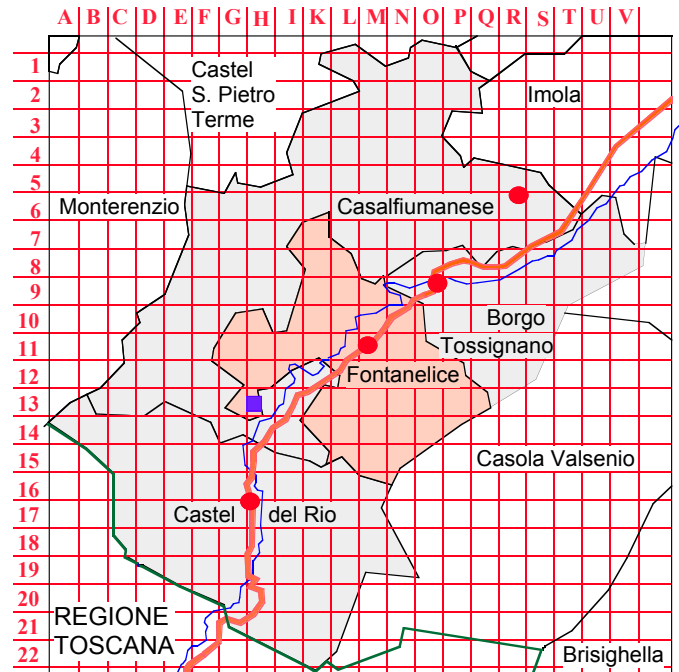 A B C D E F G H I K L M N O P Q R S T U V
1
2
3
4
5
6
7
8
9
10
11
12
13
14
15
16
17
18
19
20
21
22
Castel
S. Pietro
Terme
Imola
Monterenzio
Casalfiumanese
Borgo
Tossignano
Fontanelice
Casola Valsenio
Castel del Rio
REGIONE
TOSCANA
Brisighella